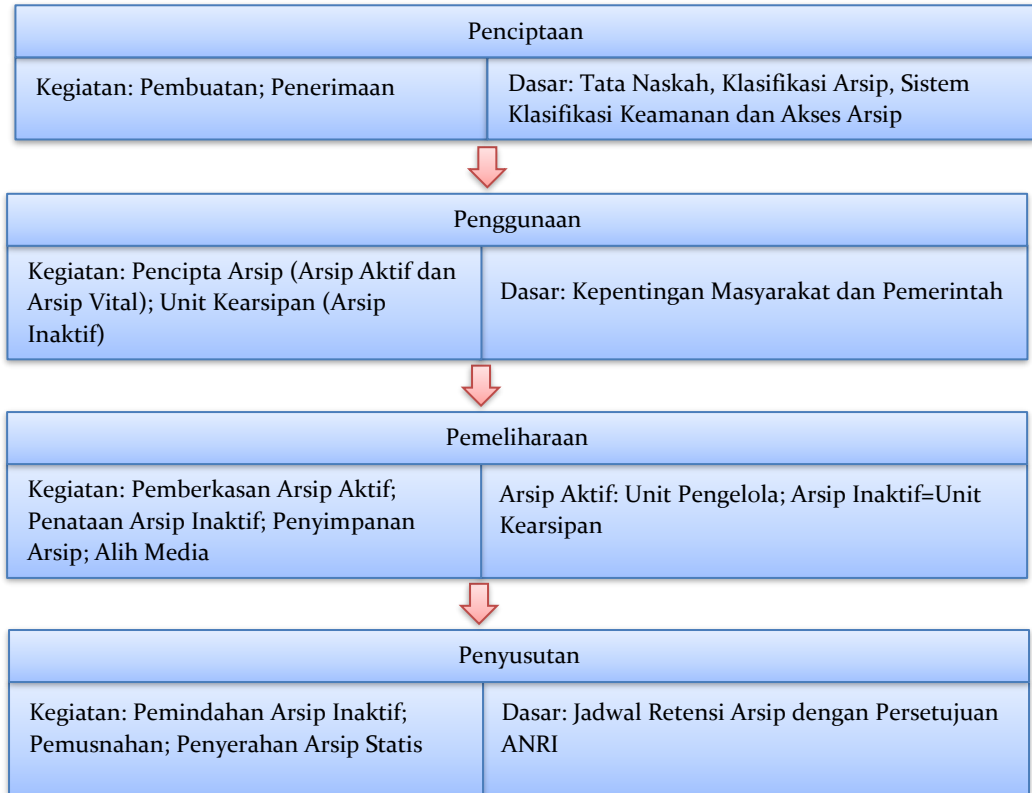 Penciptaan
Kegiatan: Pembuatan; Penerimaan
Dasar: Tata Naskah, Klasifikasi Arsip, Sistem
Klasifikasi Keamanan dan Akses Arsip
Penggunaan
Kegiatan: Pencipta Arsip (Arsip Aktif dan
Arsip Vital); Unit Kearsipan (Arsip
Inaktif)
Dasar: Kepentingan Masyarakat dan Pemerintah
Pemeliharaan
Kegiatan: Pemberkasan Arsip Aktif;
Penataan Arsip Inaktif; Penyimpanan
Arsip; Alih Media
Arsip Aktif: Unit Pengelola; Arsip Inaktif=Unit
Kearsipan
Penyusutan
Kegiatan: Pemindahan Arsip Inaktif;
Pemusnahan; Penyerahan Arsip Statis
Dasar: Jadwal Retensi Arsip dengan Persetujuan
ANRI